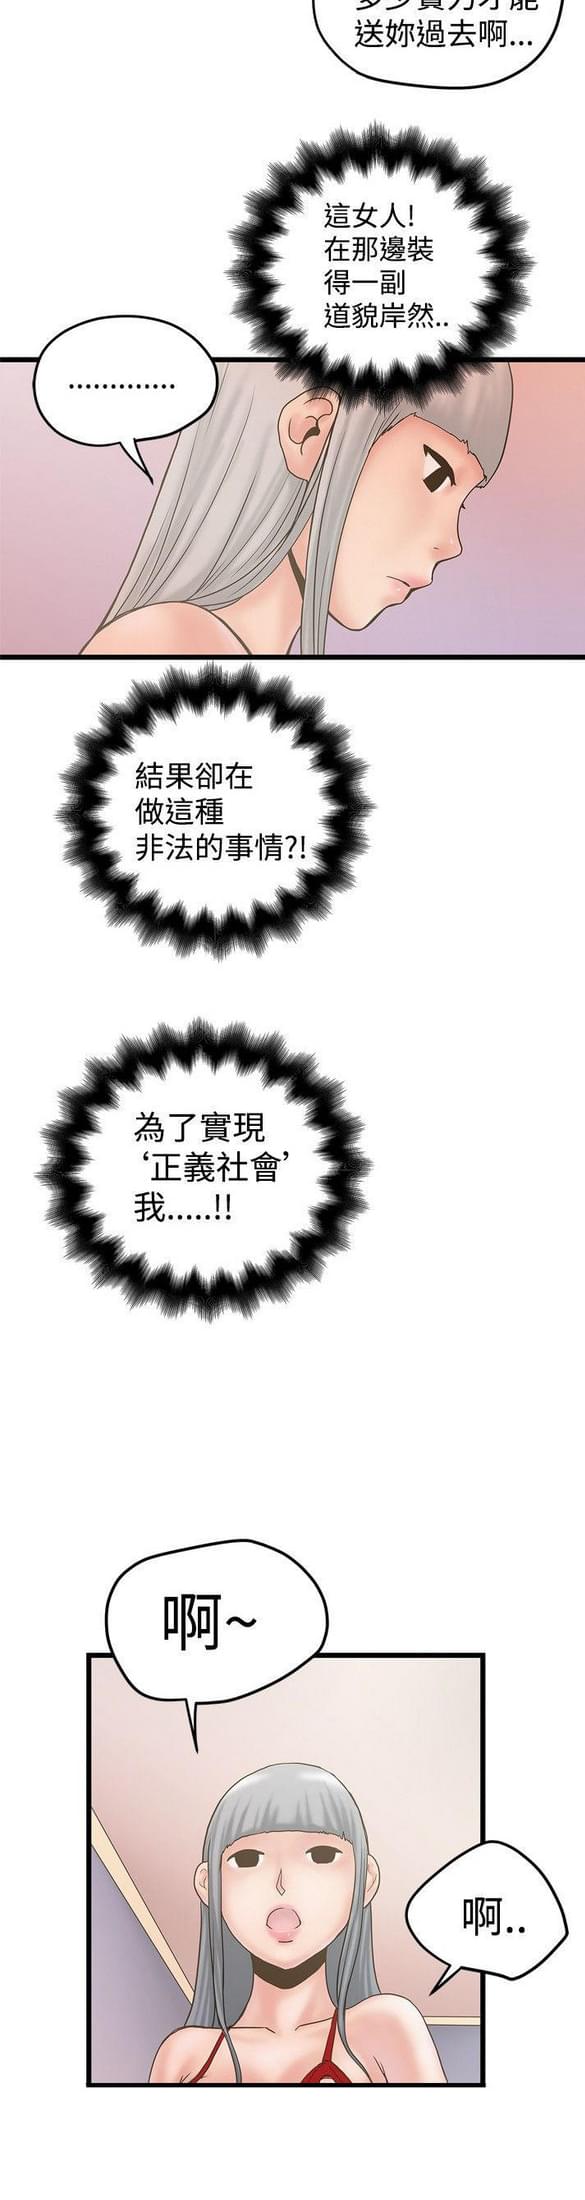 送妳過去啊...
這女人!
在那邊裝
得一副
道貌岸然..
.............
結果卻在
做這種
非法的事情?!
為了實現
‘正義社會’
我.....!!
啊~
啊..